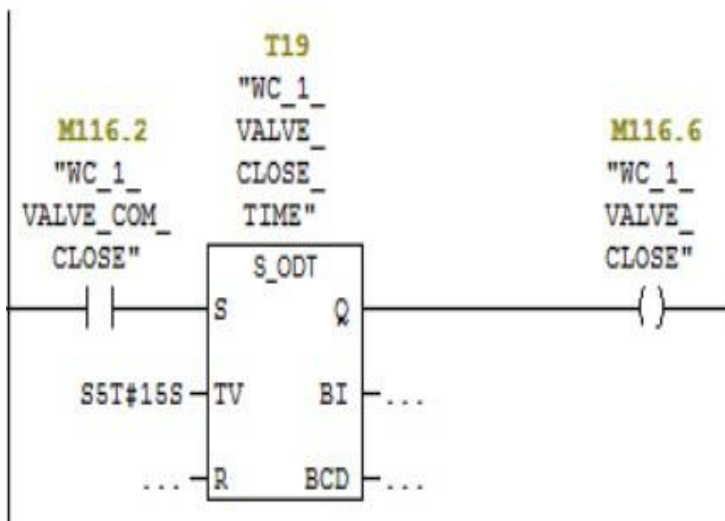 T19
"WC_1_
VALVE_
CLOSE_
TIME"
M116.2
"WC_1_
VALVE_COM_
CLOSE"
M116.6
"WC_1_
VALVE_
CLOSE"
S_ODT
S
Q
S5T#15S
TV
BI
...
...
R
BCD
...